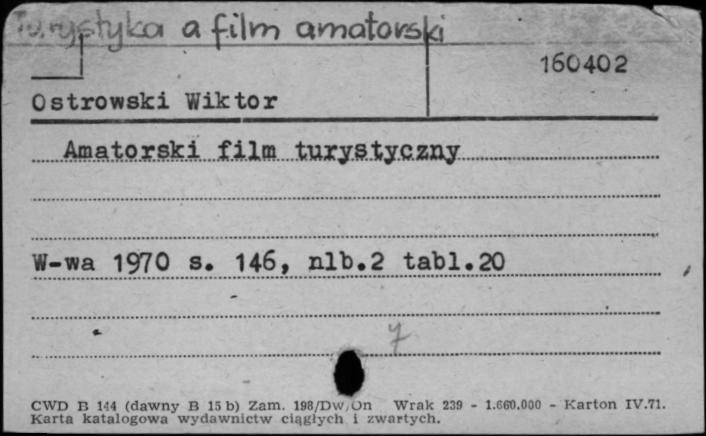 Turystyka a film amatorski
160402
Ostrowski Wiktor
Amatorski film turystyczny
W-wa 1970 s. 146, nlb.2 tabl.20
7
CWD B 144 (dawny B 15 b) Zam. 198/Dw/On Wrak 239 - 1.660.000 - Karton IV.71.
Karta katalogowa wydawnictw ciągłych i zwartych.